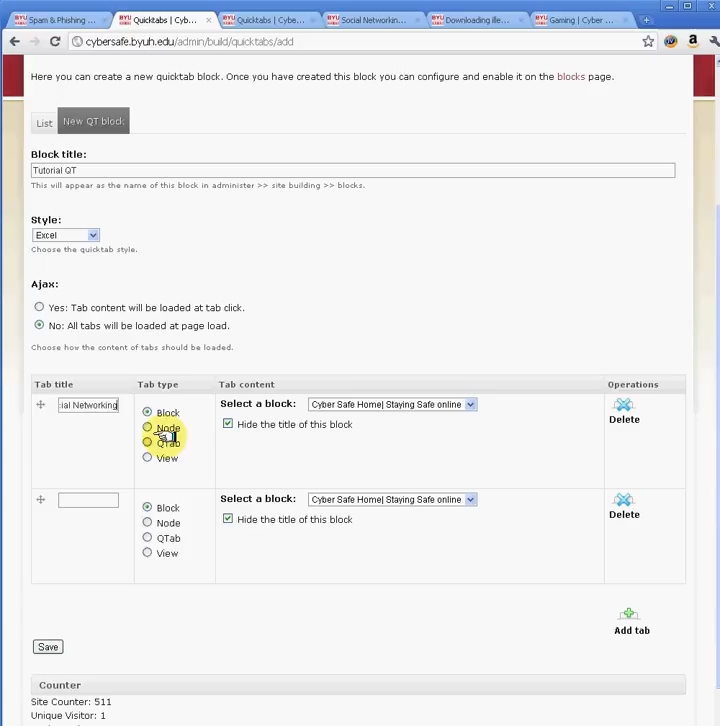 Spam & Phishing
Quicktabs | Cyb...
Quicktabs | Cybe...
Social Networkin...
Downloading ille...
Gaming | Cyber ...
cybersafe.byuh.edu/admin/build/quicktabs/add
Here you can create a new quicktab block. Once you have created this block you can configure and enable it on the blocks page.
List
New QT block
Block title:
Tutorial QT
This will appear as the name of this block in administer >> site building >> blocks.
Style:
Excel
Choose the quicktab style.
Ajax:
Yes: Tab content will be loaded at tab click.
No: All tabs will be loaded at page load.
Choose how the content of tabs should be loaded.
Tab title Tab type Tab content Operations
:ial Networking
Block
Node
QTab
View
Select a block: Cyber Safe Home| Staying Safe online
Hide the title of this block
Delete
Block
Node
QTab
View
Select a block: Cyber Safe Home| Staying Safe online
Hide the title of this block
Delete
Add tab
Save
Counter
Site Counter: 511
Unique Visitor: 1